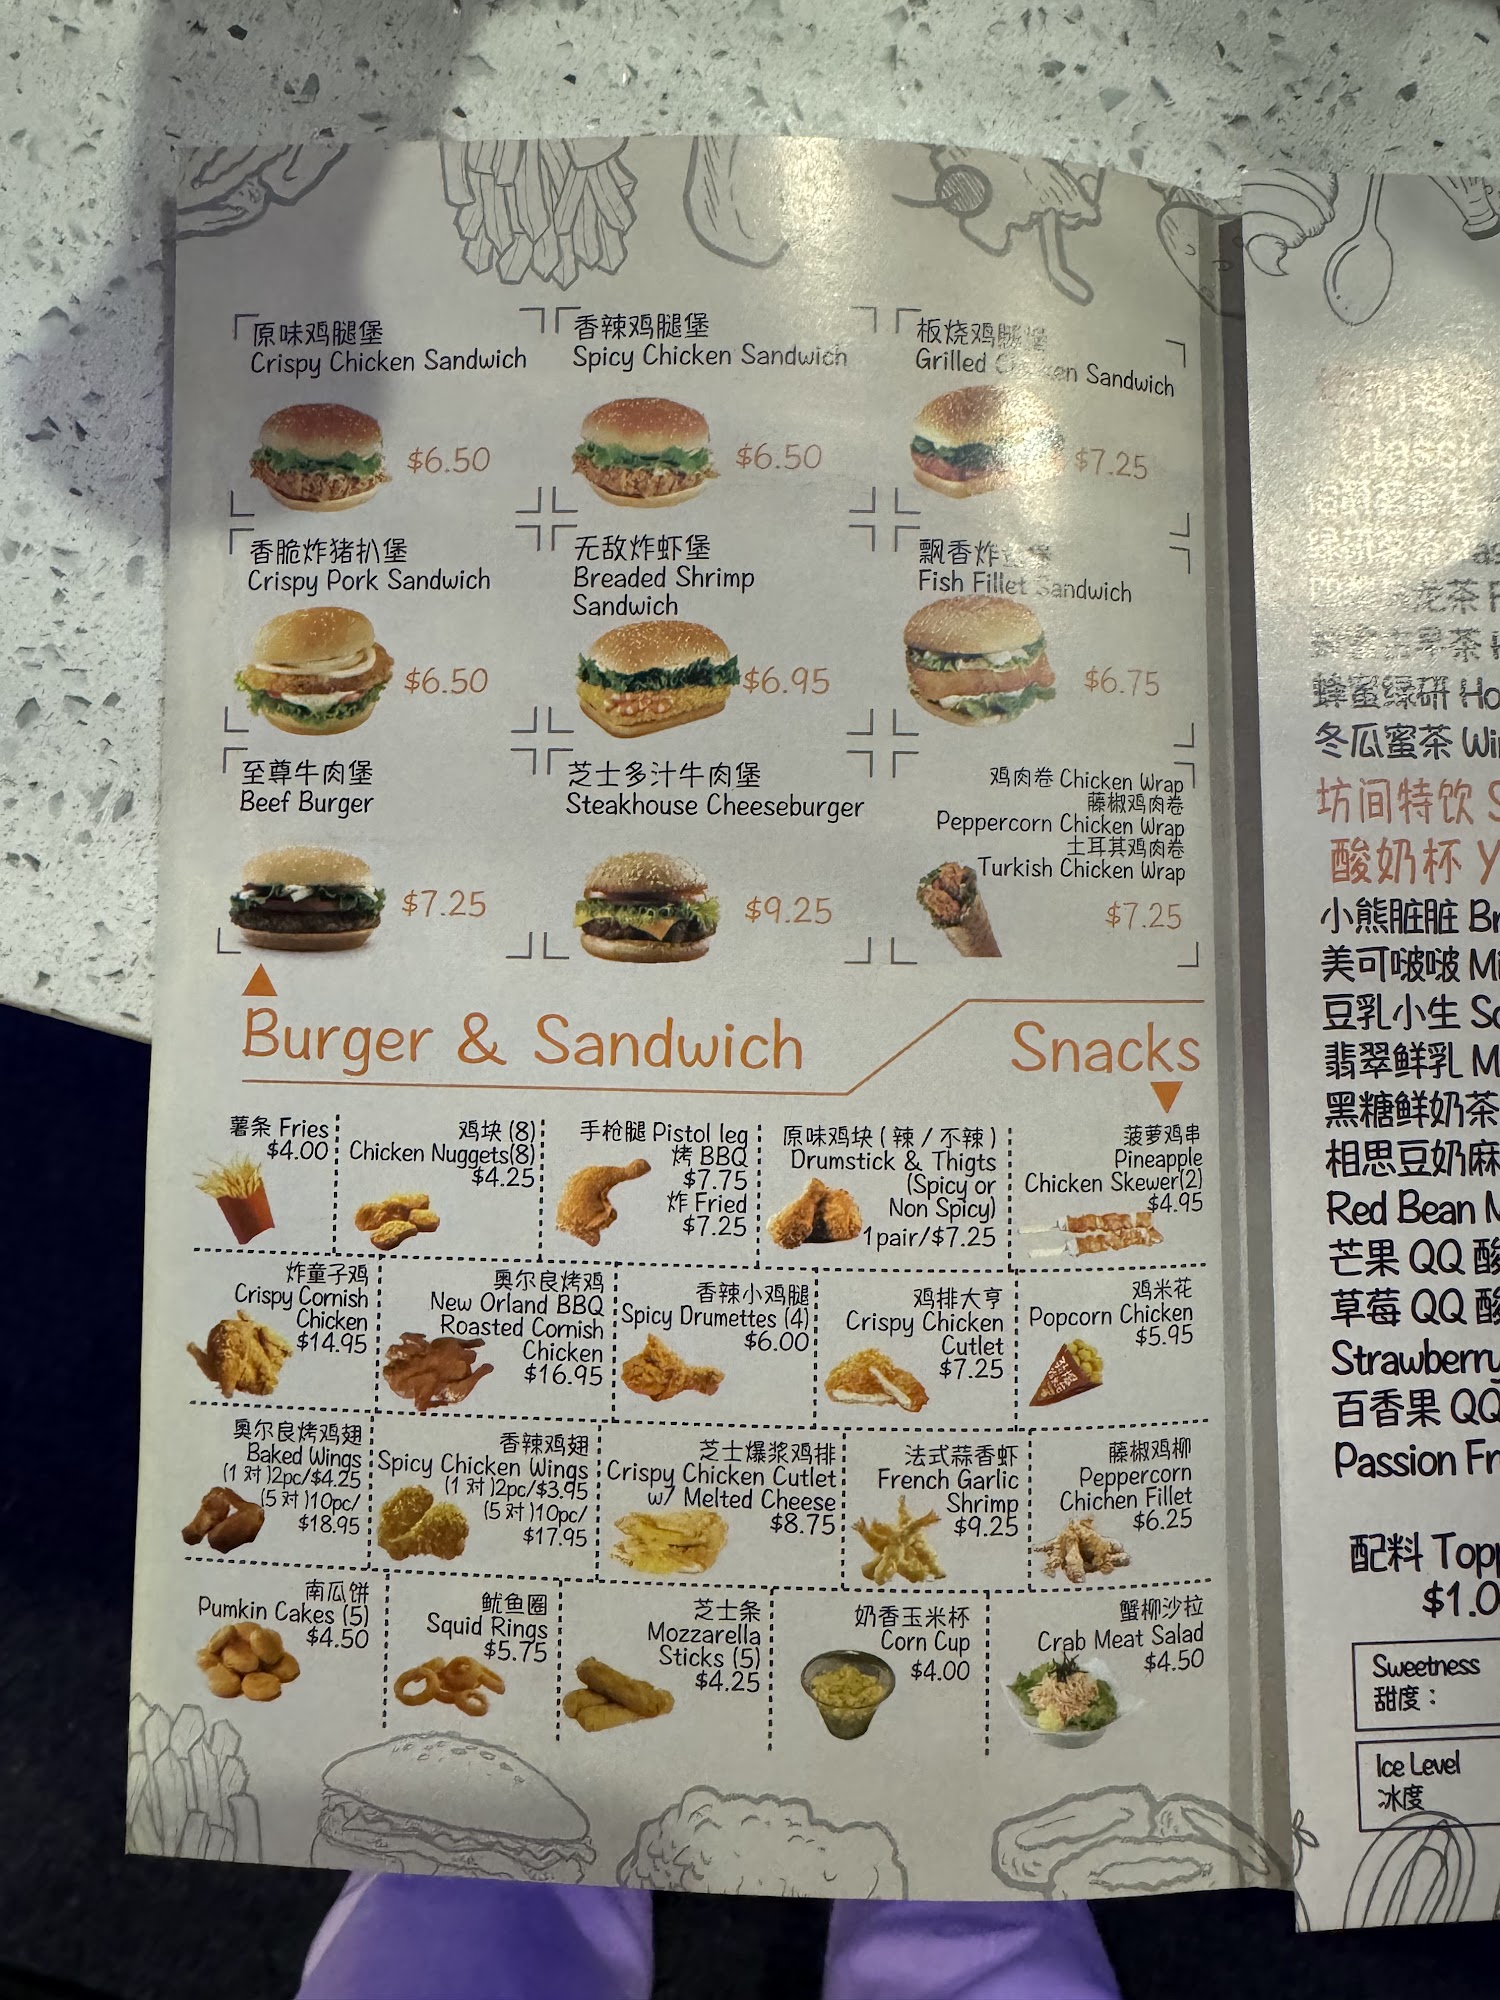 原味鸡腿堡
Crispy Chicken Sandwich
$6.50
香辣鸡腿堡
Spicy Chicken Sandwich
$6.50
板烧鸡腿堡
Grilled Chicken Sandwich
$7.25
香脆炸猪扒堡
Crispy Pork Sandwich
$6.50
无敌炸虾堡
Breaded Shrimp
Sandwich
$6.95
飘香炸
Fish Fillet Sandwich
$6.75
至尊牛肉堡
Beef Burger
$7.25
芝士多汁牛肉堡
Steakhouse Cheeseburger
$9.25
鸡肉卷 Chicken Wrap
藤椒鸡肉卷
Peppercorn Chicken Wrap
土耳其鸡肉卷
Turkish Chicken Wrap
$7.25
Burger & Sandwich
Snacks
薯条 Fries
$4.00
鸡块 (8)
Chicken Nuggets(8)
$4.25
手枪腿 Pistol leg
烤 BBQ
$7.75
炸 Fried
$7.25
原味鸡块 ( 辣 / 不辣 )
Drumstick & Thigts
(Spicy or
Non Spicy)
1pair/$7.25
菠萝鸡串
Pineapple
Chicken Skewer(2)
$4.95
炸童子鸡
Crispy Cornish
Chicken
$14.95
奥尔良烤鸡
New Orland BBQ
Roasted Cornish
Chicken
$16.95
香辣小鸡腿
Spicy Drumettes (4)
$6.00
鸡排大亨
Crispy Chicken
Cutlet
$7.25
鸡米花
Popcorn Chicken
$5.95
奥尔良烤鸡翅
Baked Wings
(1 对 )2pc/$4.25
(5 对 )10pc/
$18.95
香辣鸡翅
Spicy Chicken Wings
(1 对 )2pc/$3.95
(5 对 )10pc/
$17.95
芝士爆浆鸡排
Crispy Chicken Cutlet
w/ Melted Cheese
$8.75
法式蒜香虾
French Garlic
Shrimp
$9.25
藤椒鸡柳
Peppercorn
Chichen Fillet
$6.25
南瓜饼
Pumkin Cakes (5)
$4.50
鱿鱼圈
Squid Rings
$5.75
芝士条
Mozzarella
Sticks (5)
$4.25
奶香玉米杯
Corn Cup
$4.00
蟹柳沙拉
Crab Meat Salad
$4.50
冬瓜蜜茶 Wi
坊间特饮 S
酸奶杯 Y
小熊脏脏 Br
美可啵啵 Mi
豆乳小生 So
翡翠鲜乳 M
黑糖鲜奶茶
相思豆奶麻
Red Bean M
芒果 QQ 酸
草莓 QQ 酸
Strawberry
百香果 QQ
Passion Fr
配料 Topp
$1.0
Sweetness
甜度：
Ice Level
冰度